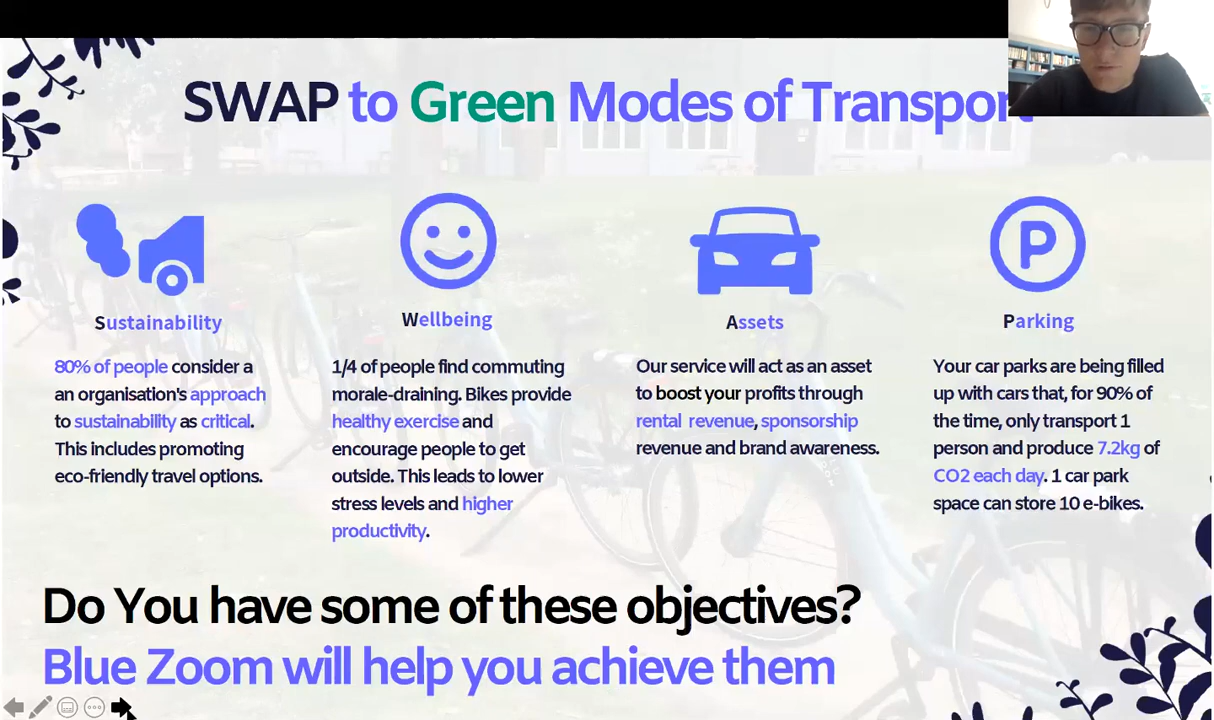 SWAP to Green Modes of Transport
Sustainability
80% of people consider a
an organisation's approach
to sustainability as critical.
This includes promoting
eco-friendly travel options.
Wellbeing
1/4 of people find commuting
morale-draining. Bikes provide
healthy exercise and
encourage people to get
outside. This leads to lower
stress levels and higher
productivity.
Assets
Our service will act as an asset
to boost your profits through
rental revenue, sponsorship
revenue and brand awareness.
P
Parking
Your car parks are being filled
up with cars that, for 90% of
the time, only transport 1
person and produce 7.2kg of
CO2 each day. 1 car park
space can store 10 e-bikes.
Do You have some of these objectives?
Blue Zoom will help you achieve them